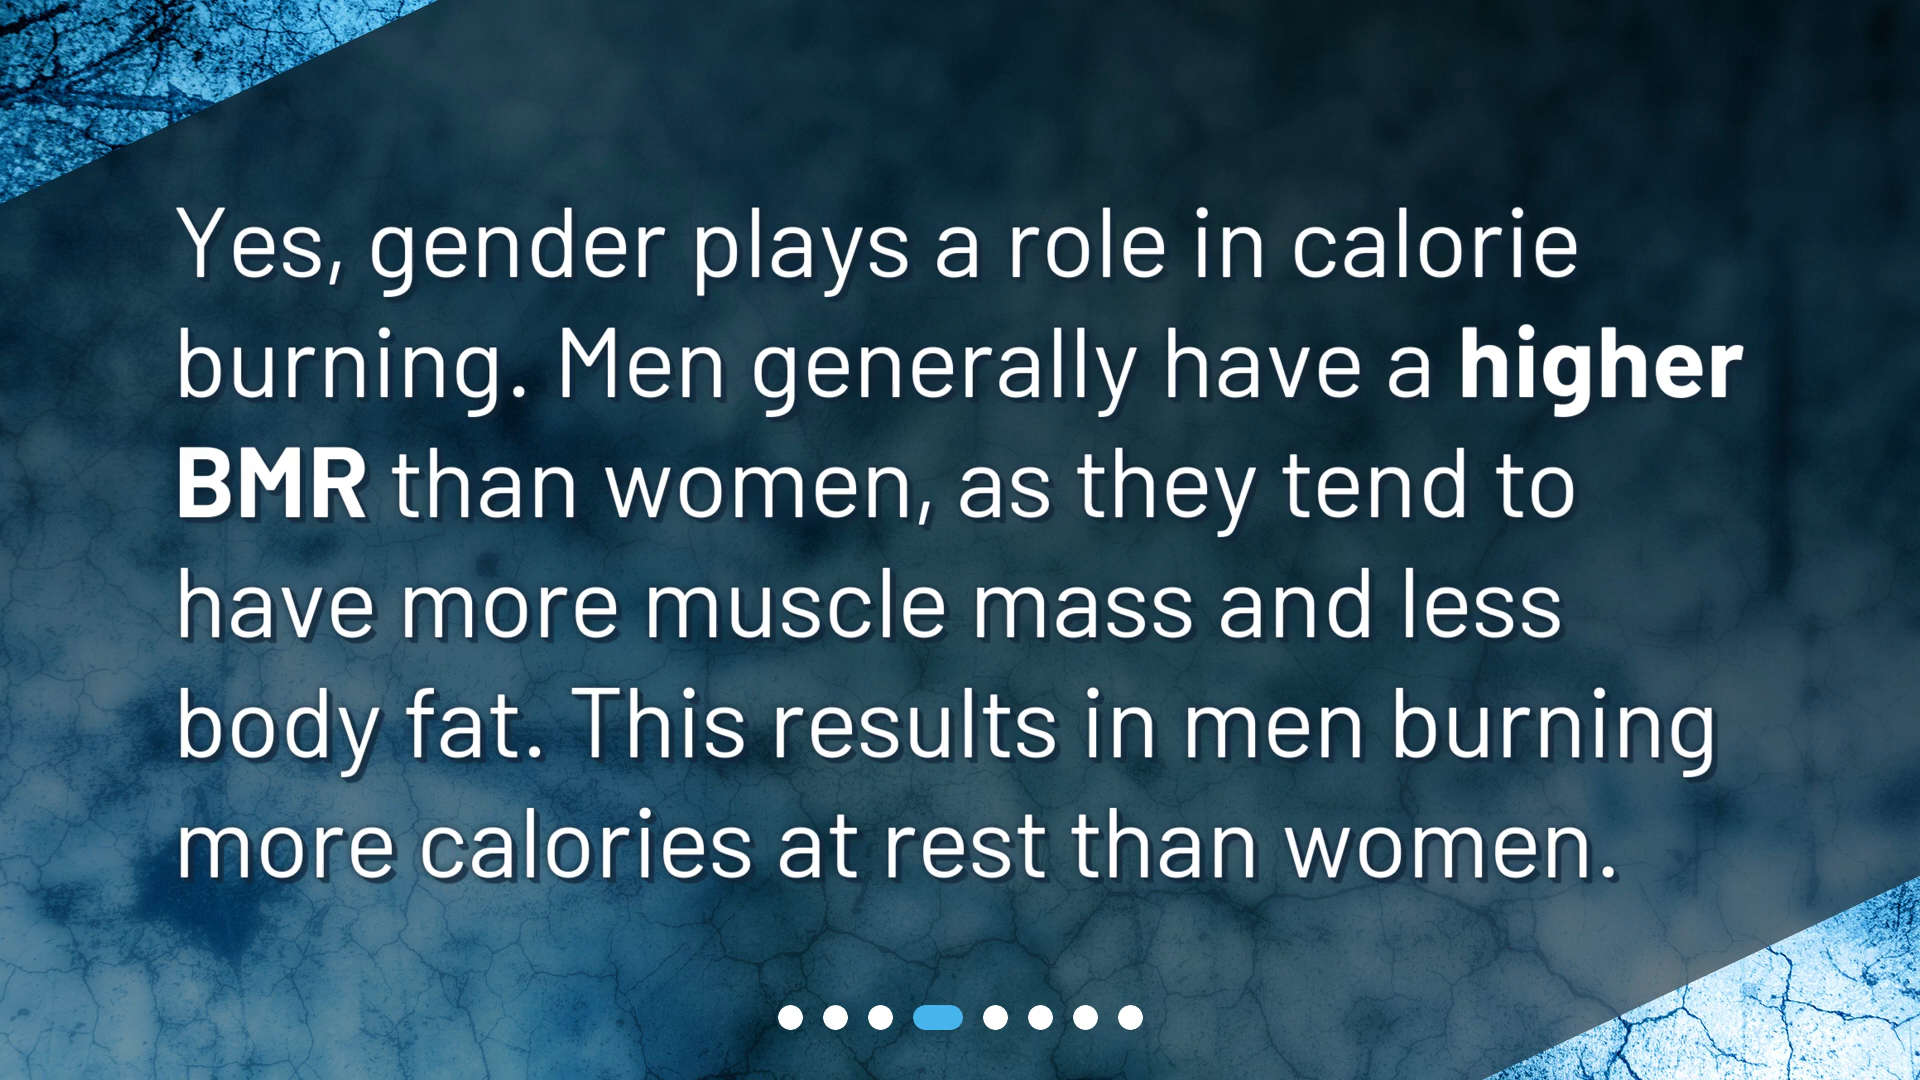 Yes, gender plays a role in calorie
burning. Men generally have a higher
BMR than women, as they tend to
have more muscle mass and less
body fat. This results in men burning
more calories at rest than women.